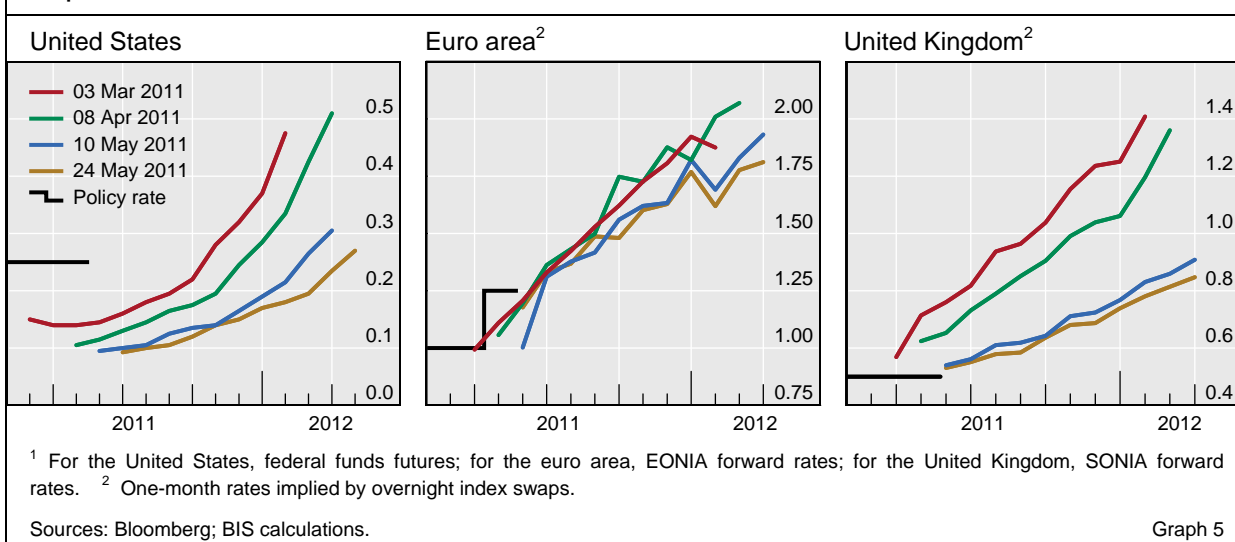 United States
Euro area2
United Kingdom2
03 Mar 2011
08 Apr 2011
10 May 2011
24 May 2011
Policy rate
0.5
0.4
0.3
0.2
0.1
0.0
2011
2012
2.00
1.75
1.50
1.25
1.00
0.75
2011
2012
1.4
1.2
1.0
0.8
0.6
0.4
2011
2012
1 For the United States, federal funds futures; for the euro area, EONIA forward rates; for the United Kingdom, SONIA forward
rates. 2 One-month rates implied by overnight index swaps.
Sources: Bloomberg; BIS calculations.
Graph 5